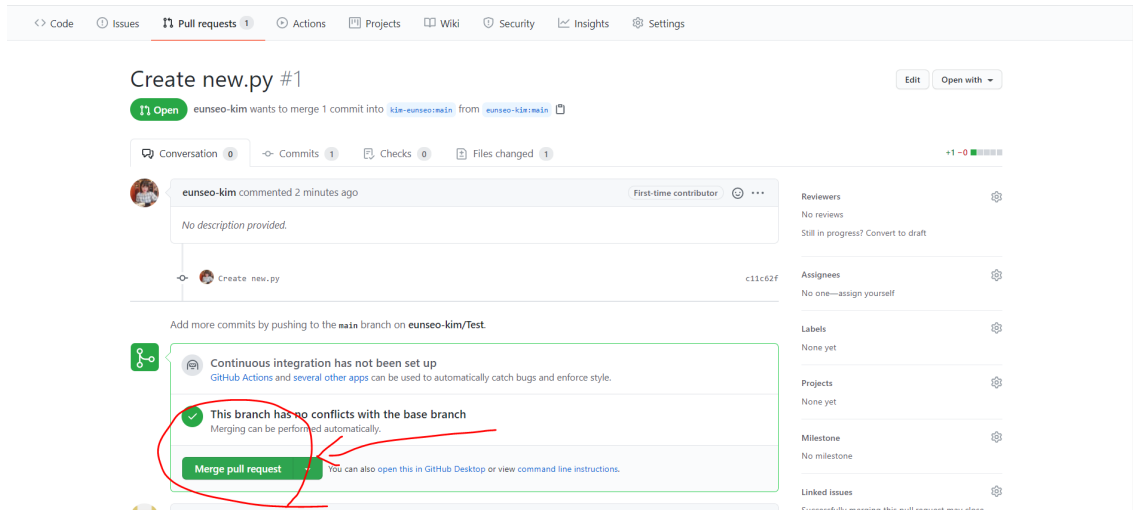 Code Issues Pull requests 1 Actions Projects Wiki Security Insights Settings
Create new.py #1
Edit Open with
Open eunseo-kim wants to merge 1 commit into kim-eunseo:main from eunseo-kim:main
Conversation 0 Commits 1 Checks 0 Files changed 1 +1 −0
eunseo-kim commented 2 minutes ago First-time contributor
No description provided.
Create new.py c11c62f
Add more commits by pushing to the main branch on eunseo-kim/Test.
Continuous integration has not been set up
GitHub Actions and several other apps can be used to automatically catch bugs and enforce style.
This branch has no conflicts with the base branch
Merging can be performed automatically.
Merge pull request You can also open this in GitHub Desktop or view command line instructions.
Reviewers
No reviews
Still in progress? Convert to draft
Assignees
No one—assign yourself
Labels
None yet
Projects
None yet
Milestone
No milestone
Linked issues
Successfully merging this pull request may close